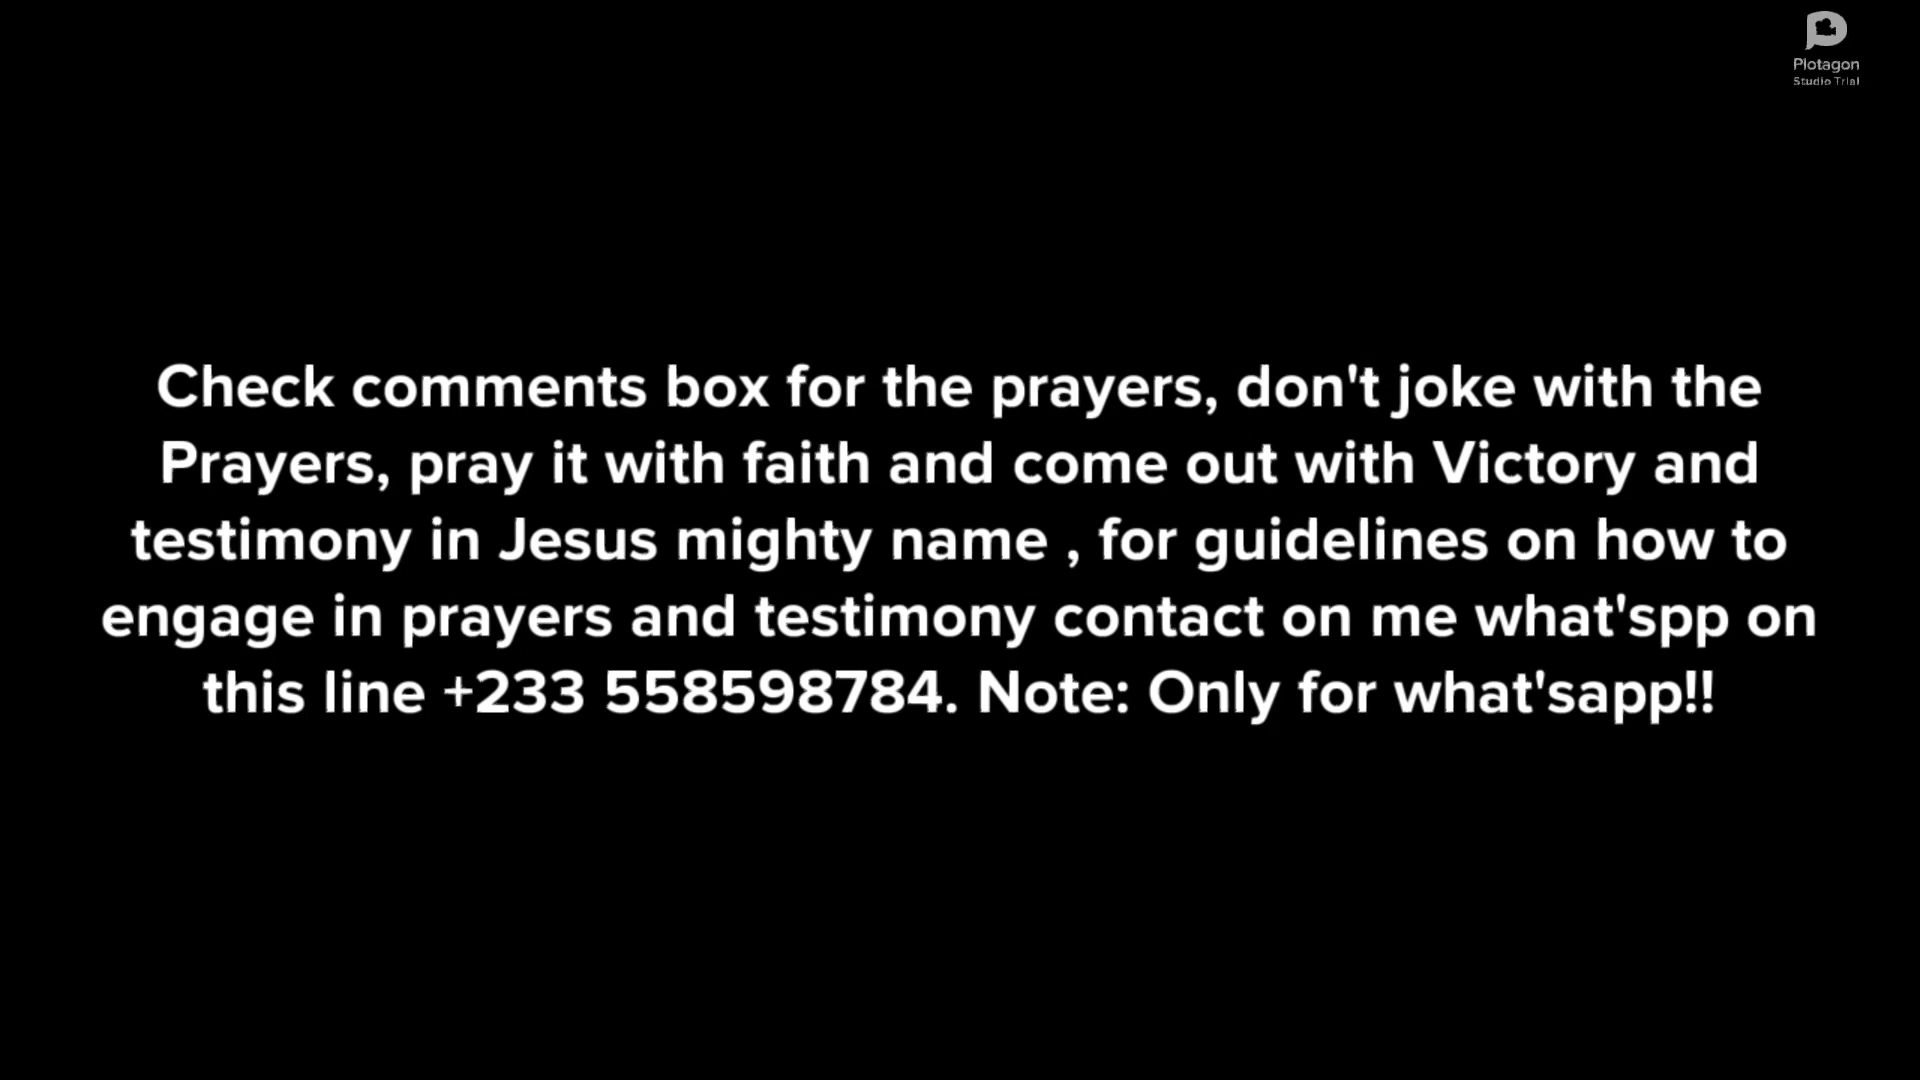 Plotagon
Studio Trial
Check comments box for the prayers, don't joke with the
Prayers, pray it with faith and come out with Victory and
testimony in Jesus mighty name , for guidelines on how to
engage in prayers and testimony contact on me what'spp on
this line +233 558598784. Note: Only for what'sapp!!